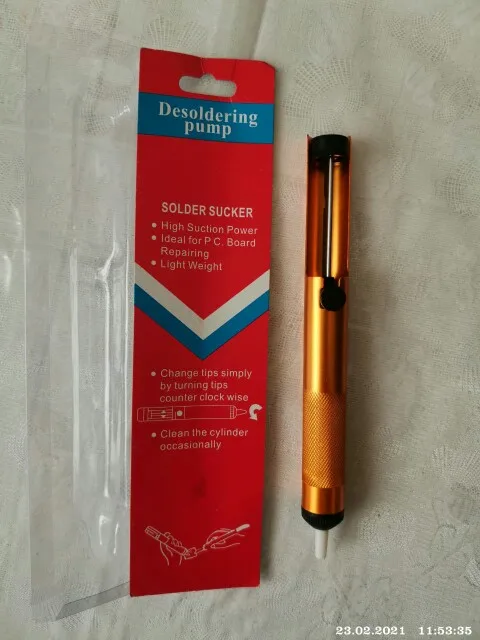 Desoldering
pump
SOLDER SUCKER
• High Suction Power
• Ideal for P.C. Board
Repairing
• Light Weight
• Change tips simply
by turning tips
counter clock wise
• Clean the cylinder
occasionally
23.02.2021 11:53:35